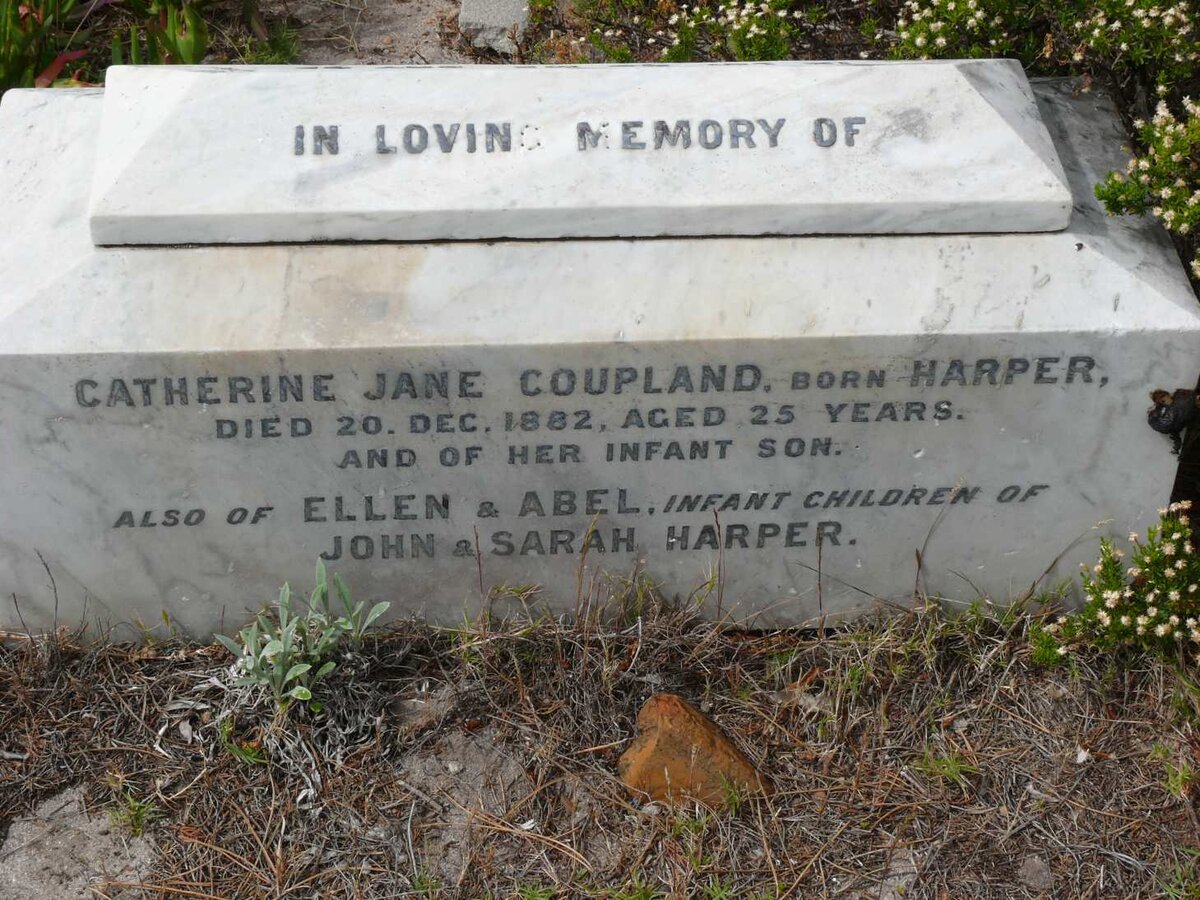 IN LOVING MEMORY OF
CATHERINE JANE COUPLAND, BORN HARPER,
DIED 20. DEC. 1882, AGED 25 YEARS.
AND OF HER INFANT SON.
ALSO OF ELLEN & ABEL, INFANT CHILDREN OF
JOHN & SARAH HARPER.